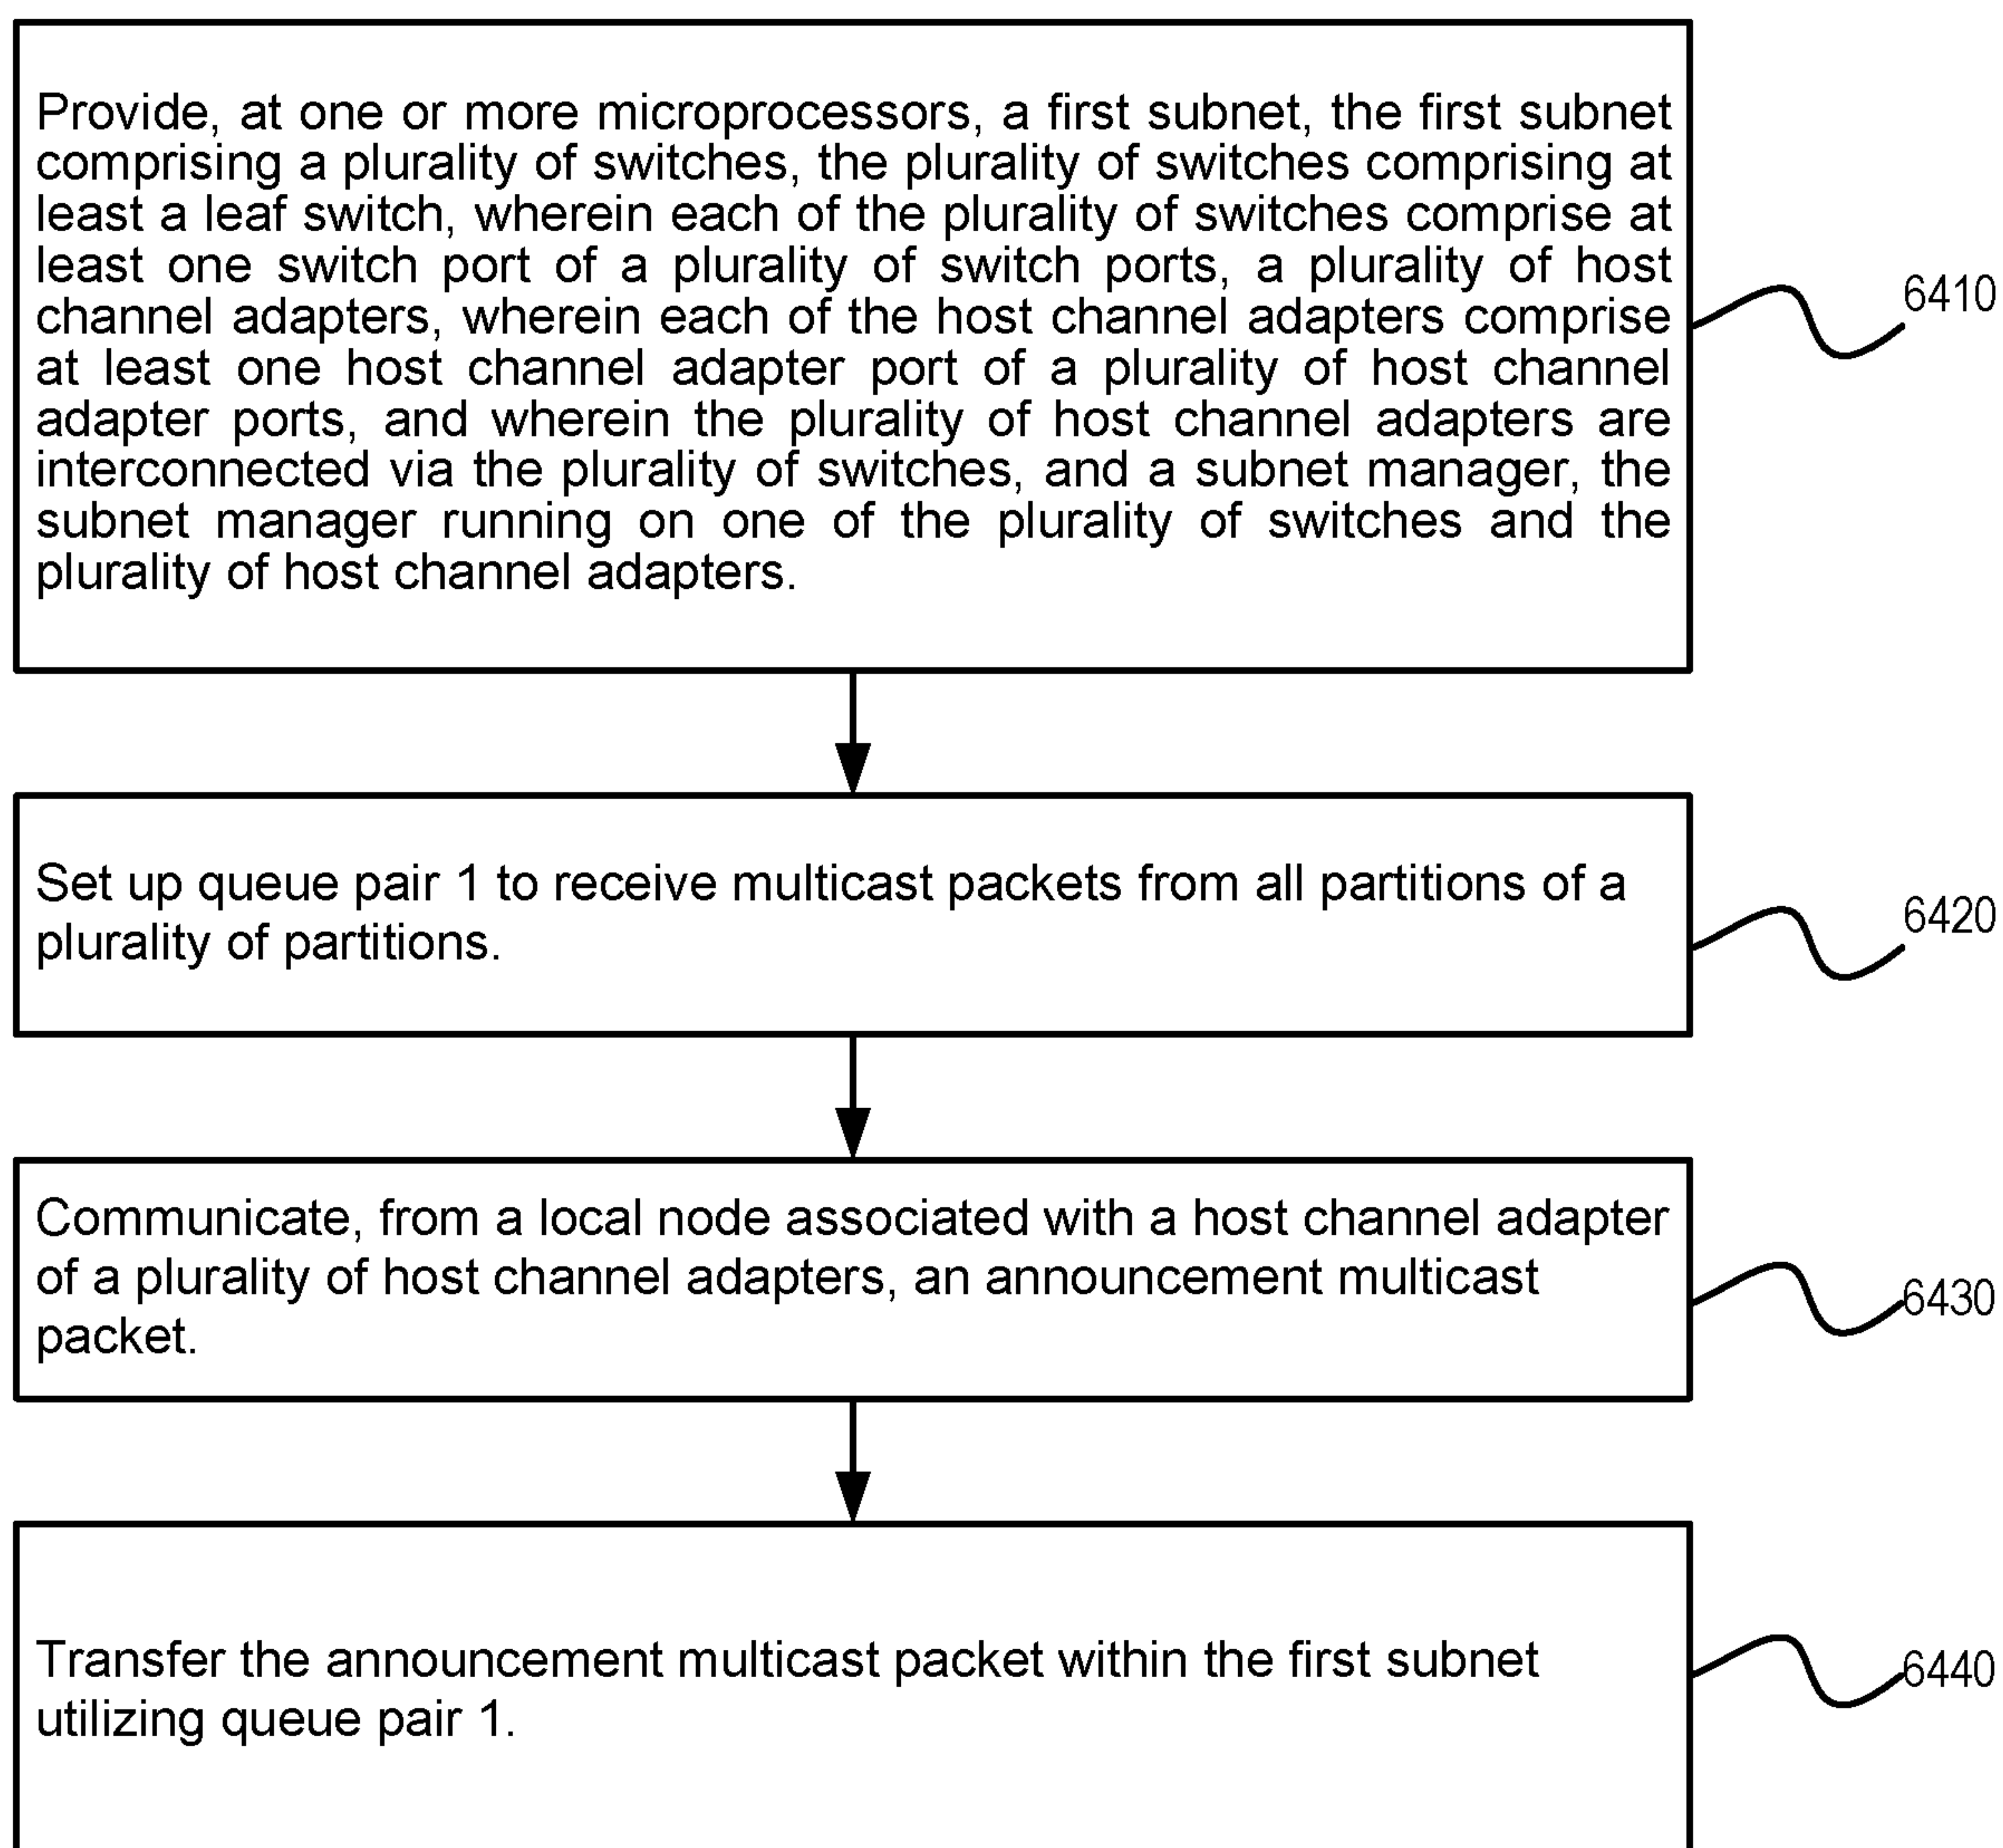 Provide, at one or more microprocessors, a first subnet, the first subnet
comprising a plurality of switches, the plurality of switches comprising at
least a leaf switch, wherein each of the plurality of switches comprise at
least one switch port of a plurality of switch ports, a plurality of host
channel adapters, wherein each of the host channel adapters comprise
at least one host channel adapter port of a plurality of host channel
adapter ports, and wherein the plurality of host channel adapters are
interconnected via the plurality of switches, and a subnet manager, the
subnet manager running on one of the plurality of switches and the
plurality of host channel adapters.
6410
Set up queue pair 1 to receive multicast packets from all partitions of a
plurality of partitions.
6420
Communicate, from a local node associated with a host channel adapter
of a plurality of host channel adapters, an announcement multicast
packet.
6430
Transfer the announcement multicast packet within the first subnet
utilizing queue pair 1.
6440